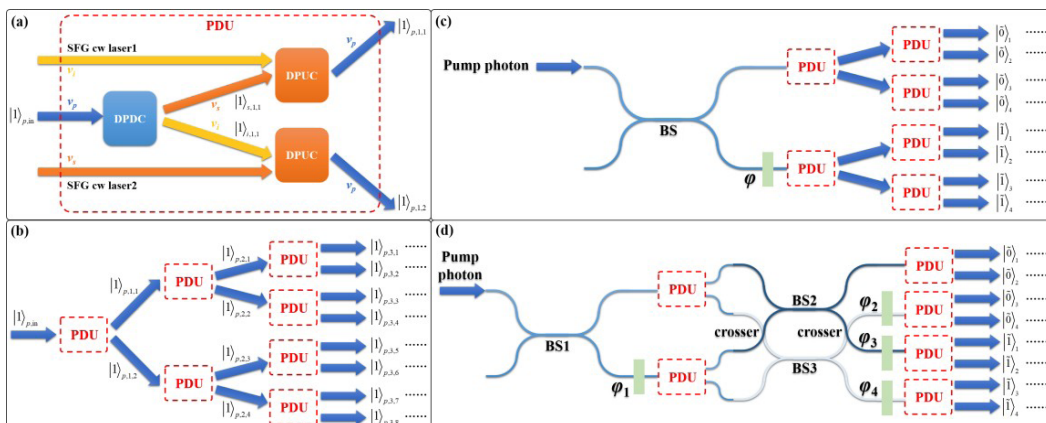 (a)
PDU
SFG cw laser1
ν_i
|1⟩_{p,in}
ν_p
DPDC
ν_s
|1⟩_{s,1,1}
ν_i
|1⟩_{i,1,1}
DPUC
ν_p
|1⟩_{p,1,1}
ν_s
SFG cw laser2
DPUC
ν_p
|1⟩_{p,1,2}
(b)
|1⟩_{p,in}
PDU
|1⟩_{p,1,1}
|1⟩_{p,1,2}
PDU
PDU
|1⟩_{p,2,1}
|1⟩_{p,2,2}
|1⟩_{p,2,3}
|1⟩_{p,2,4}
PDU
PDU
PDU
PDU
|1⟩_{p,3,1} ······
|1⟩_{p,3,2} ······
|1⟩_{p,3,3} ······
|1⟩_{p,3,4} ······
|1⟩_{p,3,5} ······
|1⟩_{p,3,6} ······
|1⟩_{p,3,7} ······
|1⟩_{p,3,8} ······
(c)
Pump photon
BS
φ
PDU
PDU
PDU
PDU
PDU
PDU
|0̃⟩_1 ······
|0̃⟩_2 ······
|0̃⟩_3 ······
|0̃⟩_4 ······
|1̃⟩_1 ······
|1̃⟩_2 ······
|1̃⟩_3 ······
|1̃⟩_4 ······
(d)
Pump
photon
BS1
φ_1
PDU
PDU
crosser
BS2
crosser
BS3
φ_2
φ_3
φ_4
PDU
PDU
PDU
PDU
|0̃⟩_1 ······
|0̃⟩_2 ······
|0̃⟩_3 ······
|0̃⟩_4 ······
|1̃⟩_1 ······
|1̃⟩_2 ······
|1̃⟩_3 ······
|1̃⟩_4 ······